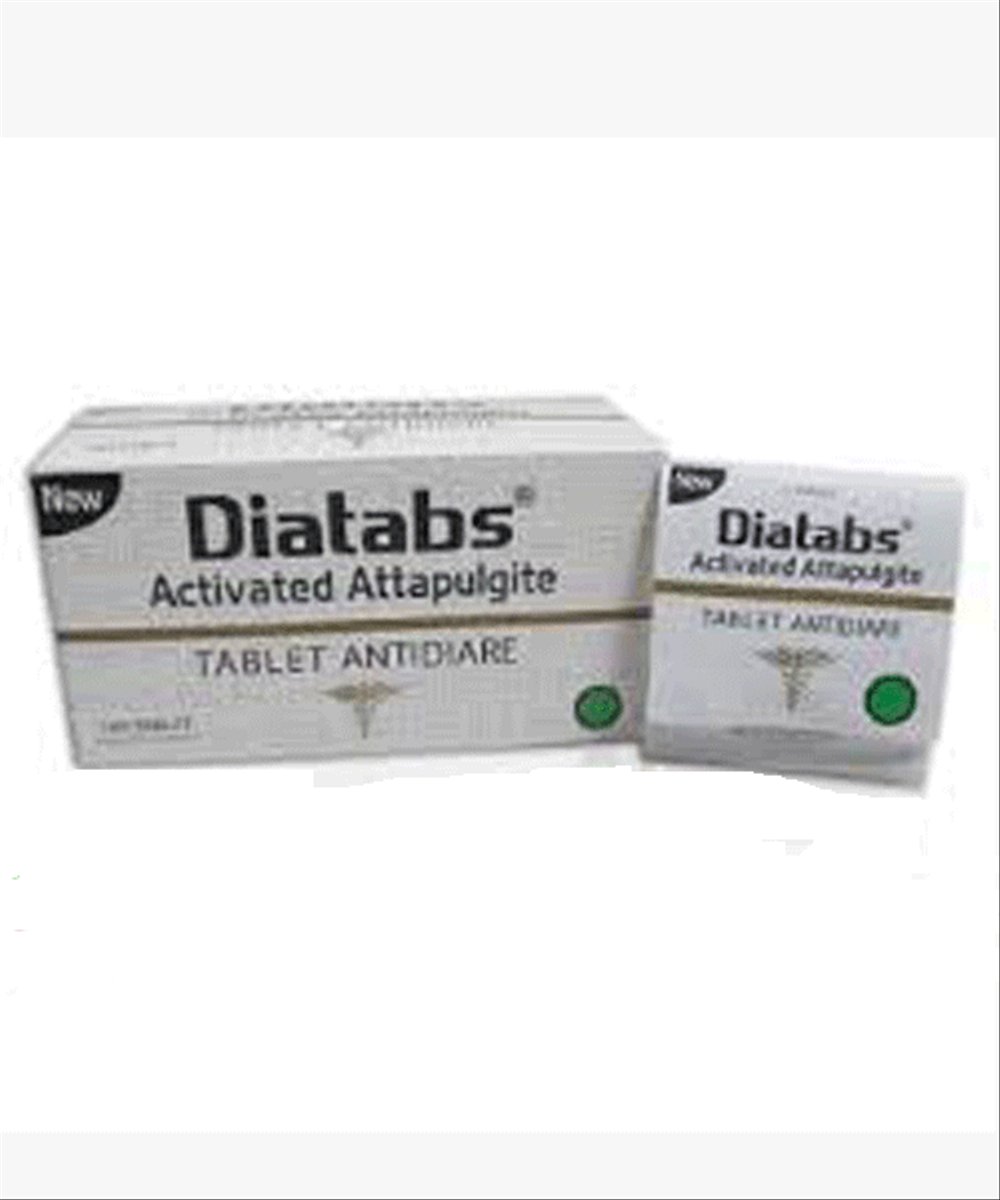 New
Diatabs®
Activated Attapulgite
TABLET ANTIDIARE
New
Diatabs®
Activated Attapulgite
TABLET ANTIDIARE